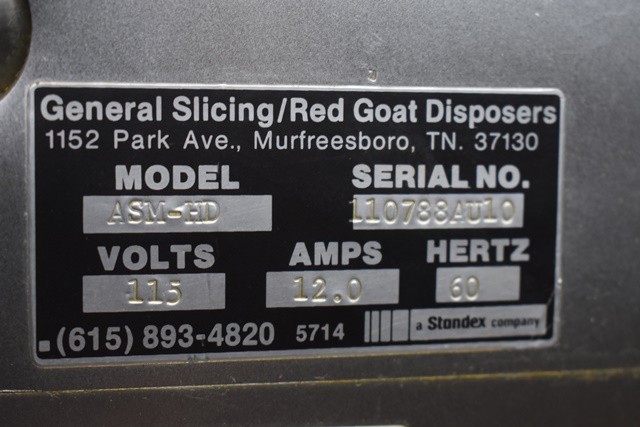 General Slicing/Red Goat Disposers
1152 Park Ave., Murfreesboro, TN. 37130
MODEL SERIAL NO.
ASM-HD 110788AU10
VOLTS AMPS HERTZ
115 12.0 60
(615) 893-4820 5714 a Standex company